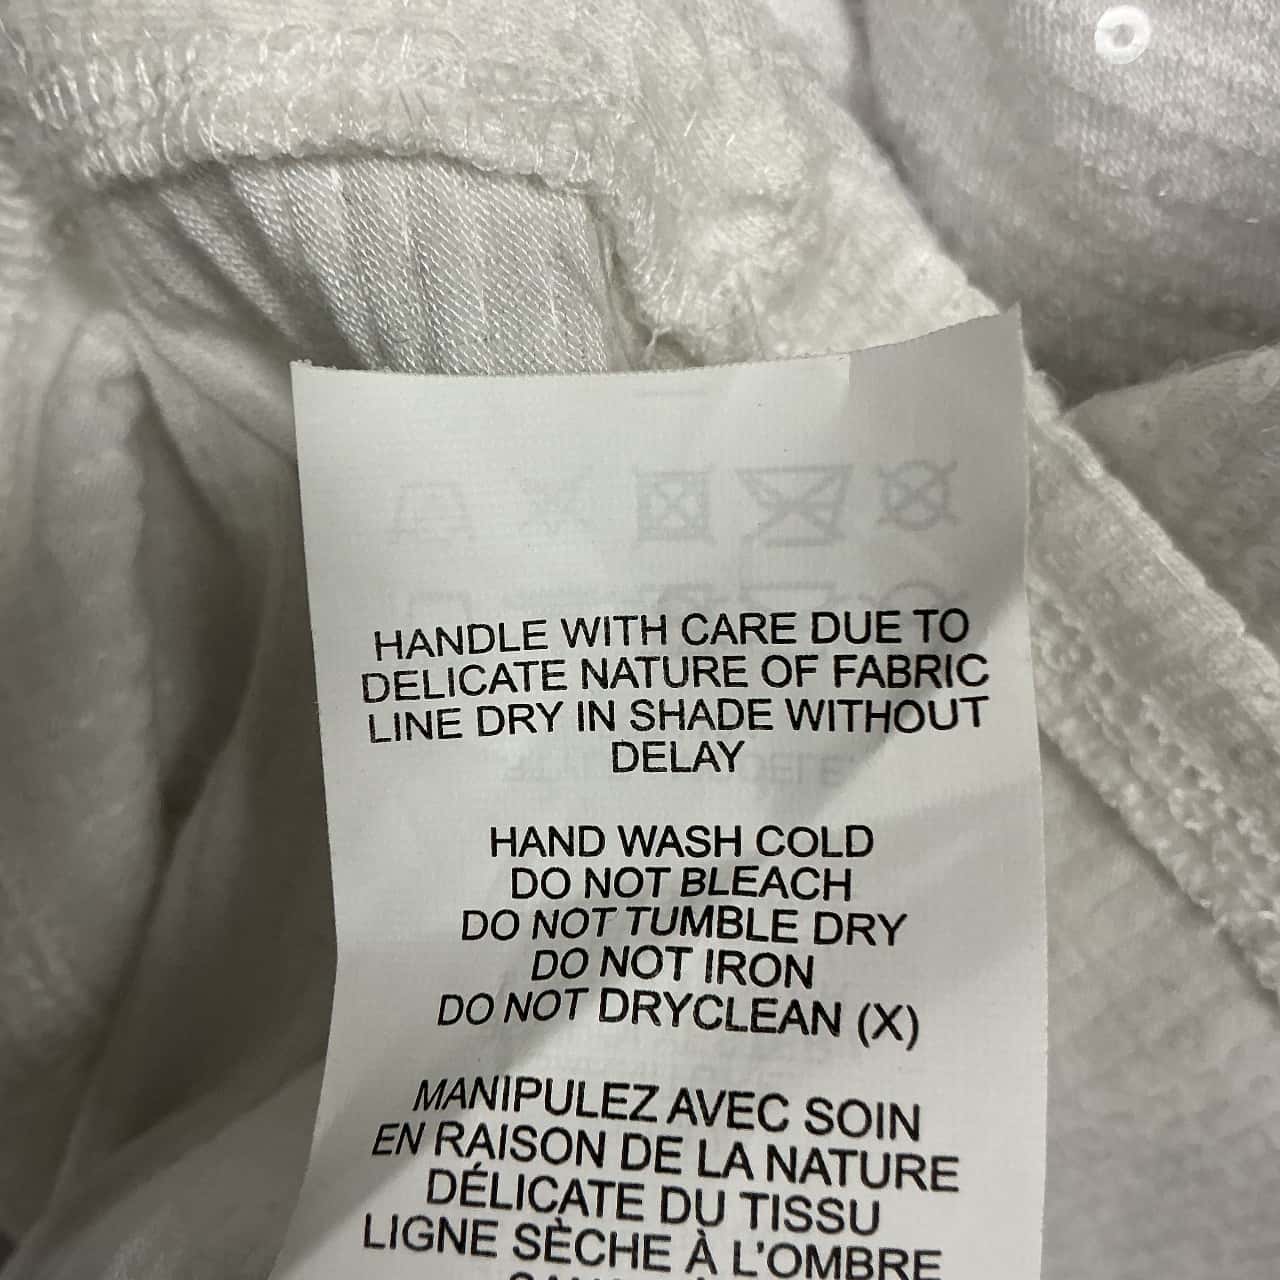 HANDLE WITH CARE DUE TO
DELICATE NATURE OF FABRIC
LINE DRY IN SHADE WITHOUT
DELAY
HAND WASH COLD
DO NOT BLEACH
DO NOT TUMBLE DRY
DO NOT IRON
DO NOT DRYCLEAN (X)
MANIPULEZ AVEC SOIN
EN RAISON DE LA NATURE
DÉLICATE DU TISSU
LIGNE SÈCHE À L'OMBRE